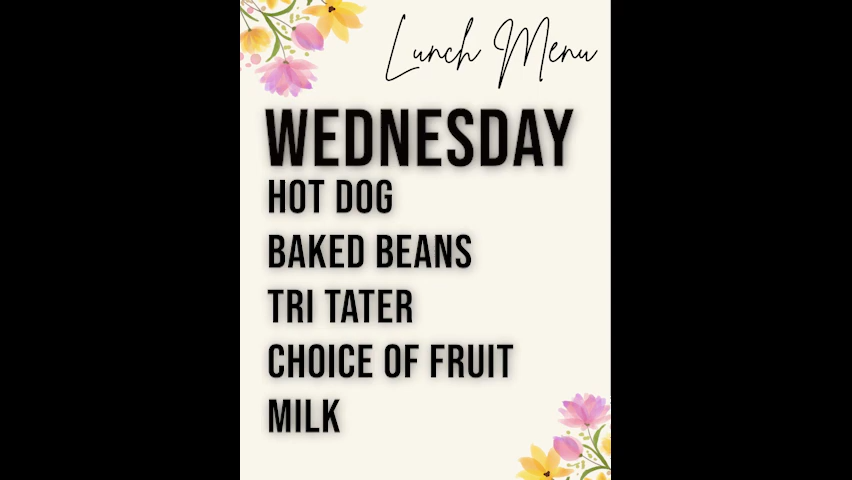 Lunch Menu
WEDNESDAY
HOT DOG
BAKED BEANS
TRI TATER
CHOICE OF FRUIT
MILK